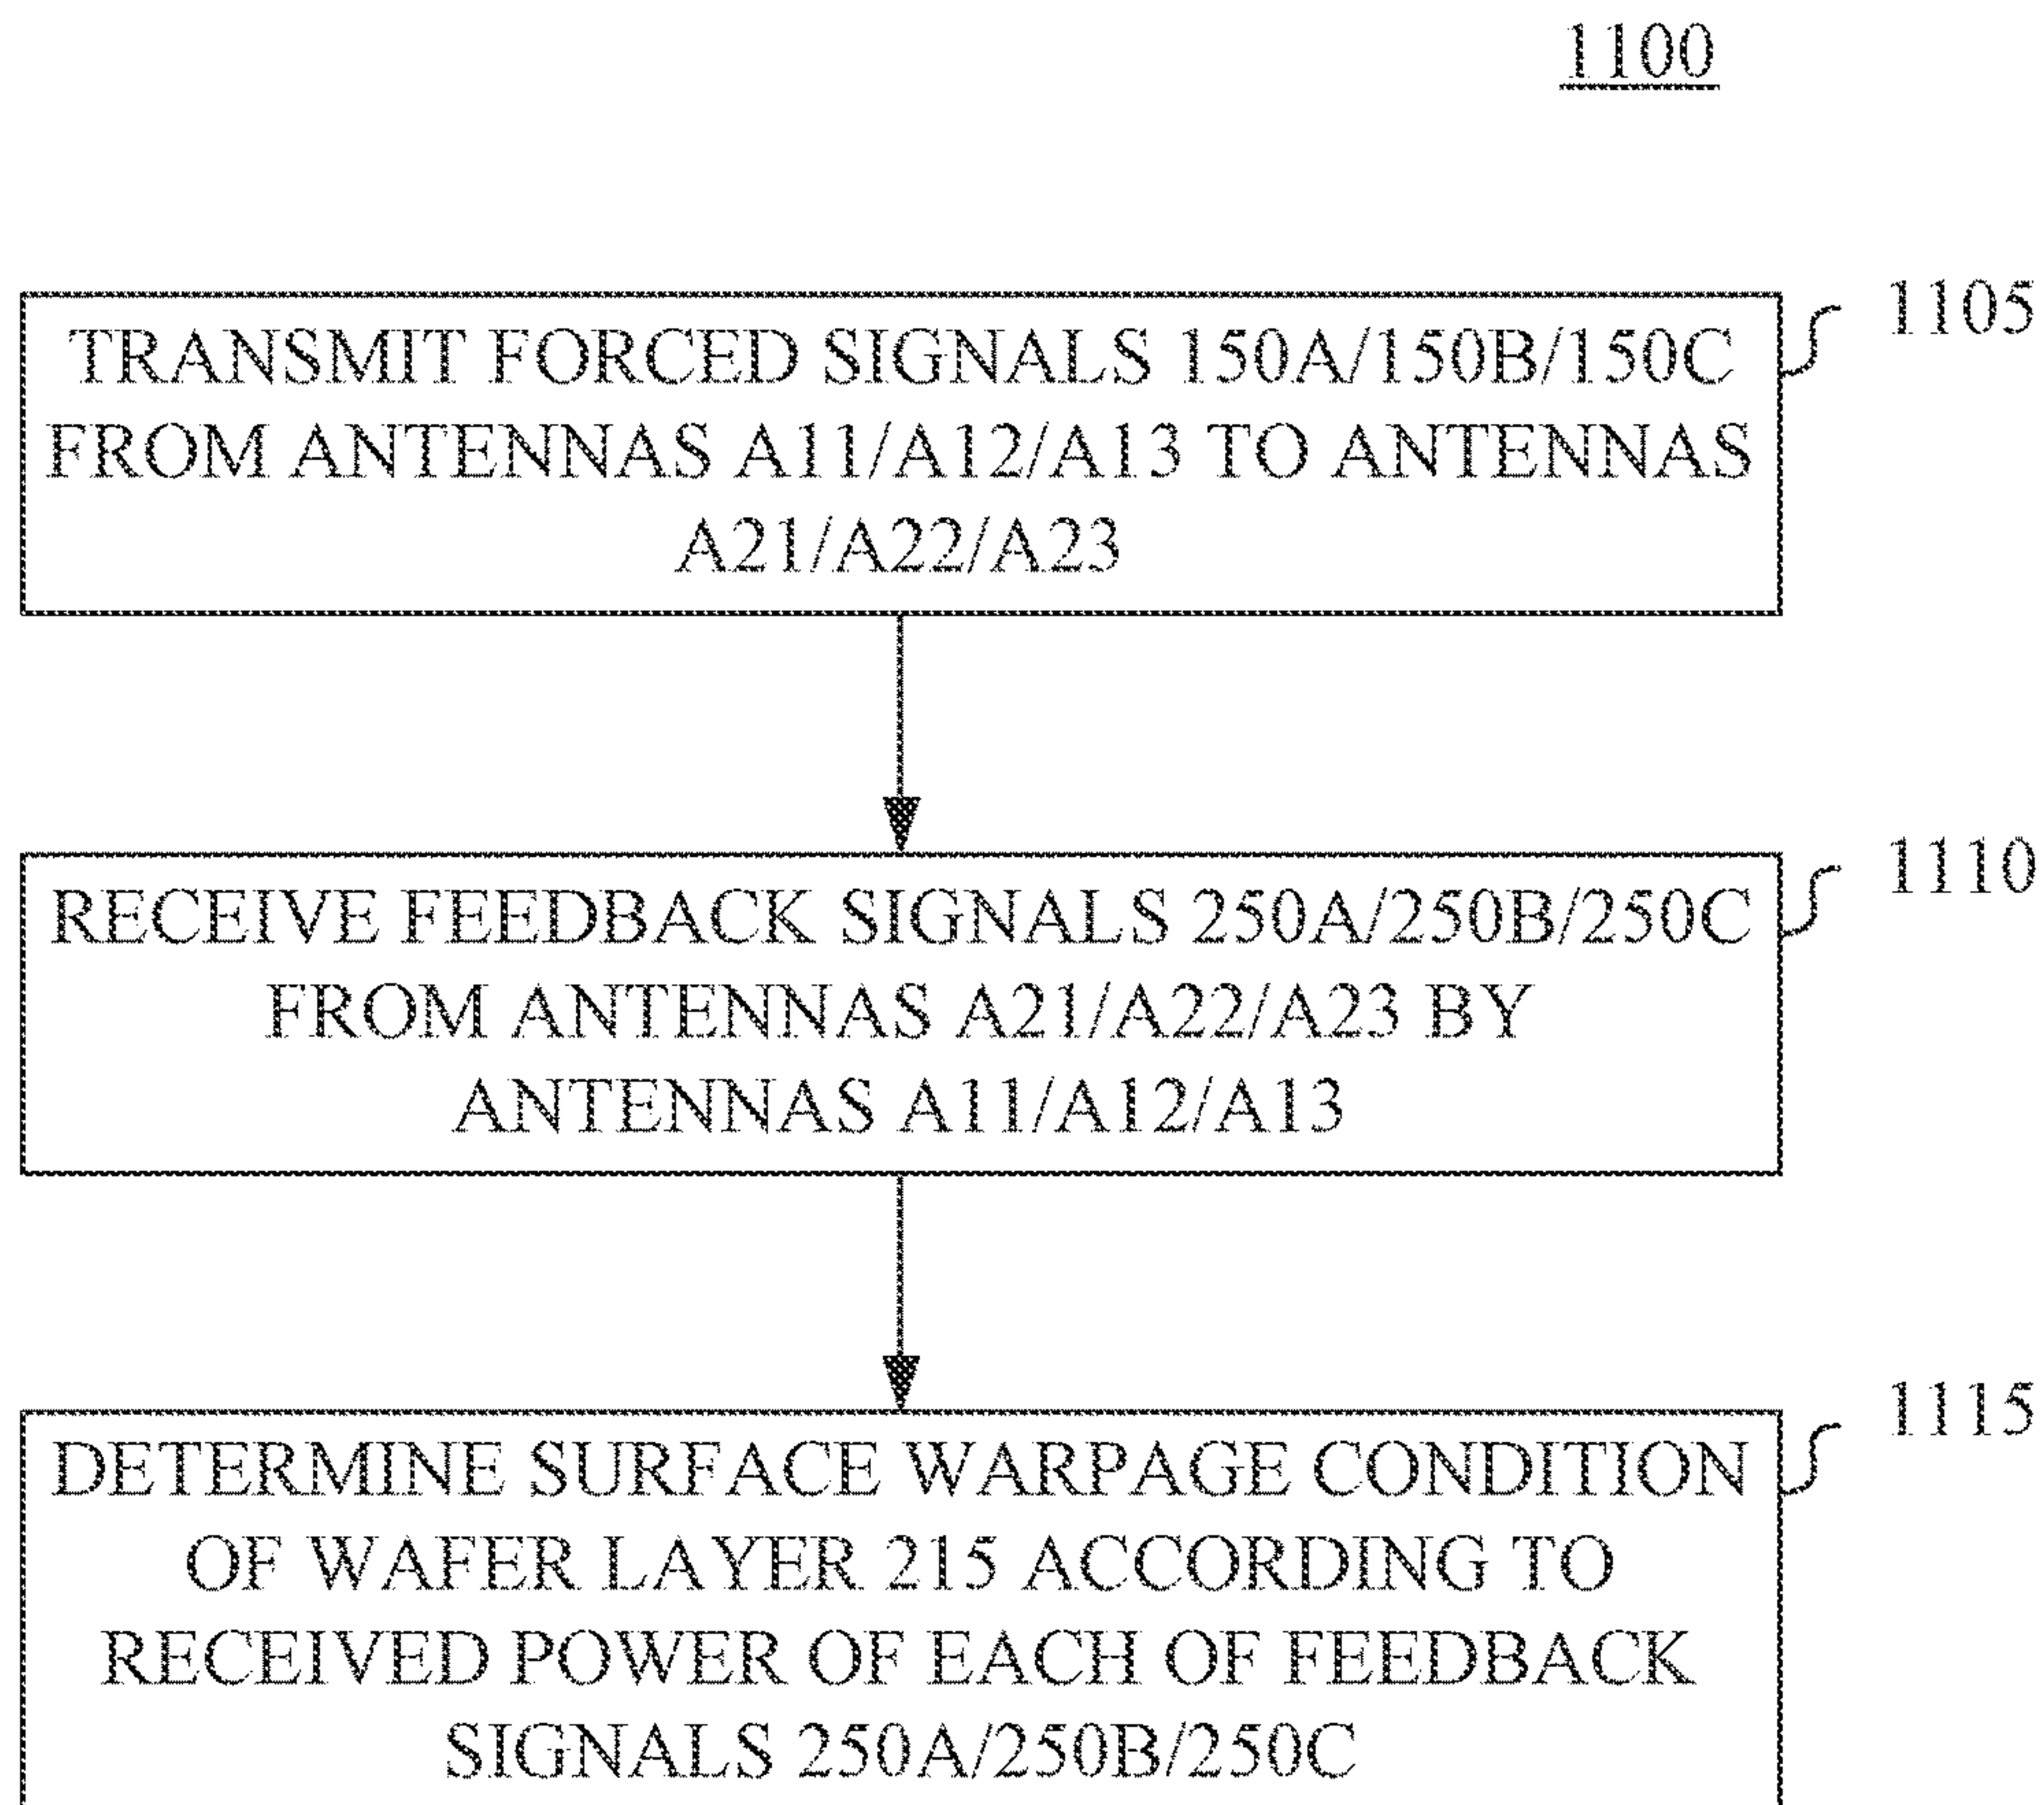 1100
TRANSMIT FORCED SIGNALS 150A/150B/150C
FROM ANTENNAS A11/A12/A13 TO ANTENNAS
A21/A22/A23
1105
RECEIVE FEEDBACK SIGNALS 250A/250B/250C
FROM ANTENNAS A21/A22/A23 BY
ANTENNAS A11/A12/A13
1110
DETERMINE SURFACE WARPAGE CONDITION
OF WAFER LAYER 215 ACCORDING TO
RECEIVED POWER OF EACH OF FEEDBACK
SIGNALS 250A/250B/250C
1115